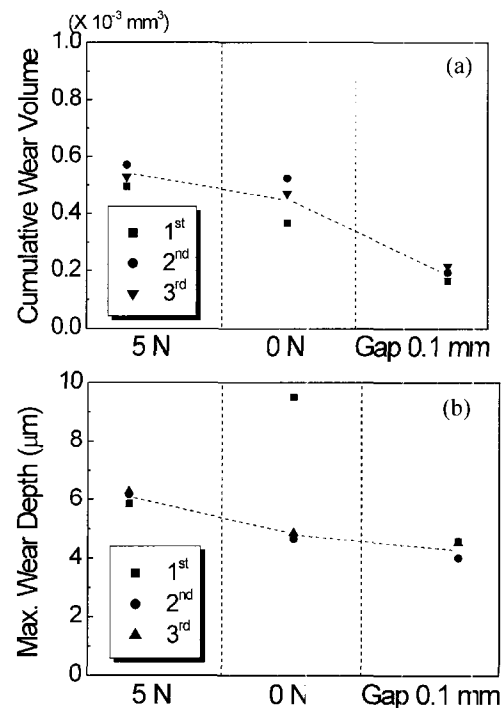 (X 10⁻³ mm³)
Cumulative Wear Volume
1.0
(a)
0.8
0.6
0.4
1st
2nd
0.2
3rd
0.0
5 N
0 N
Gap 0.1 mm
Max. Wear Depth (μm)
10
(b)
8
6
4
1st
2
2nd
3rd
0
5 N
0 N
Gap 0.1 mm